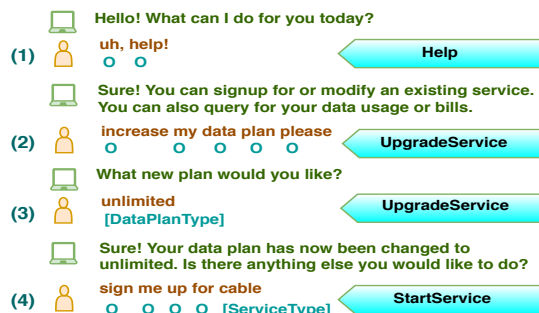 Hello! What can I do for you today?
(1) uh, help! Help
O O
Sure! You can signup for or modify an existing service.
You can also query for your data usage or bills.
(2) increase my data plan please UpgradeService
O O O O O
What new plan would you like?
(3) unlimited UpgradeService
[DataPlanType]
Sure! Your data plan has now been changed to
unlimited. Is there anything else you would like to do?
(4) sign me up for cable StartService
O O O O [ServiceType]